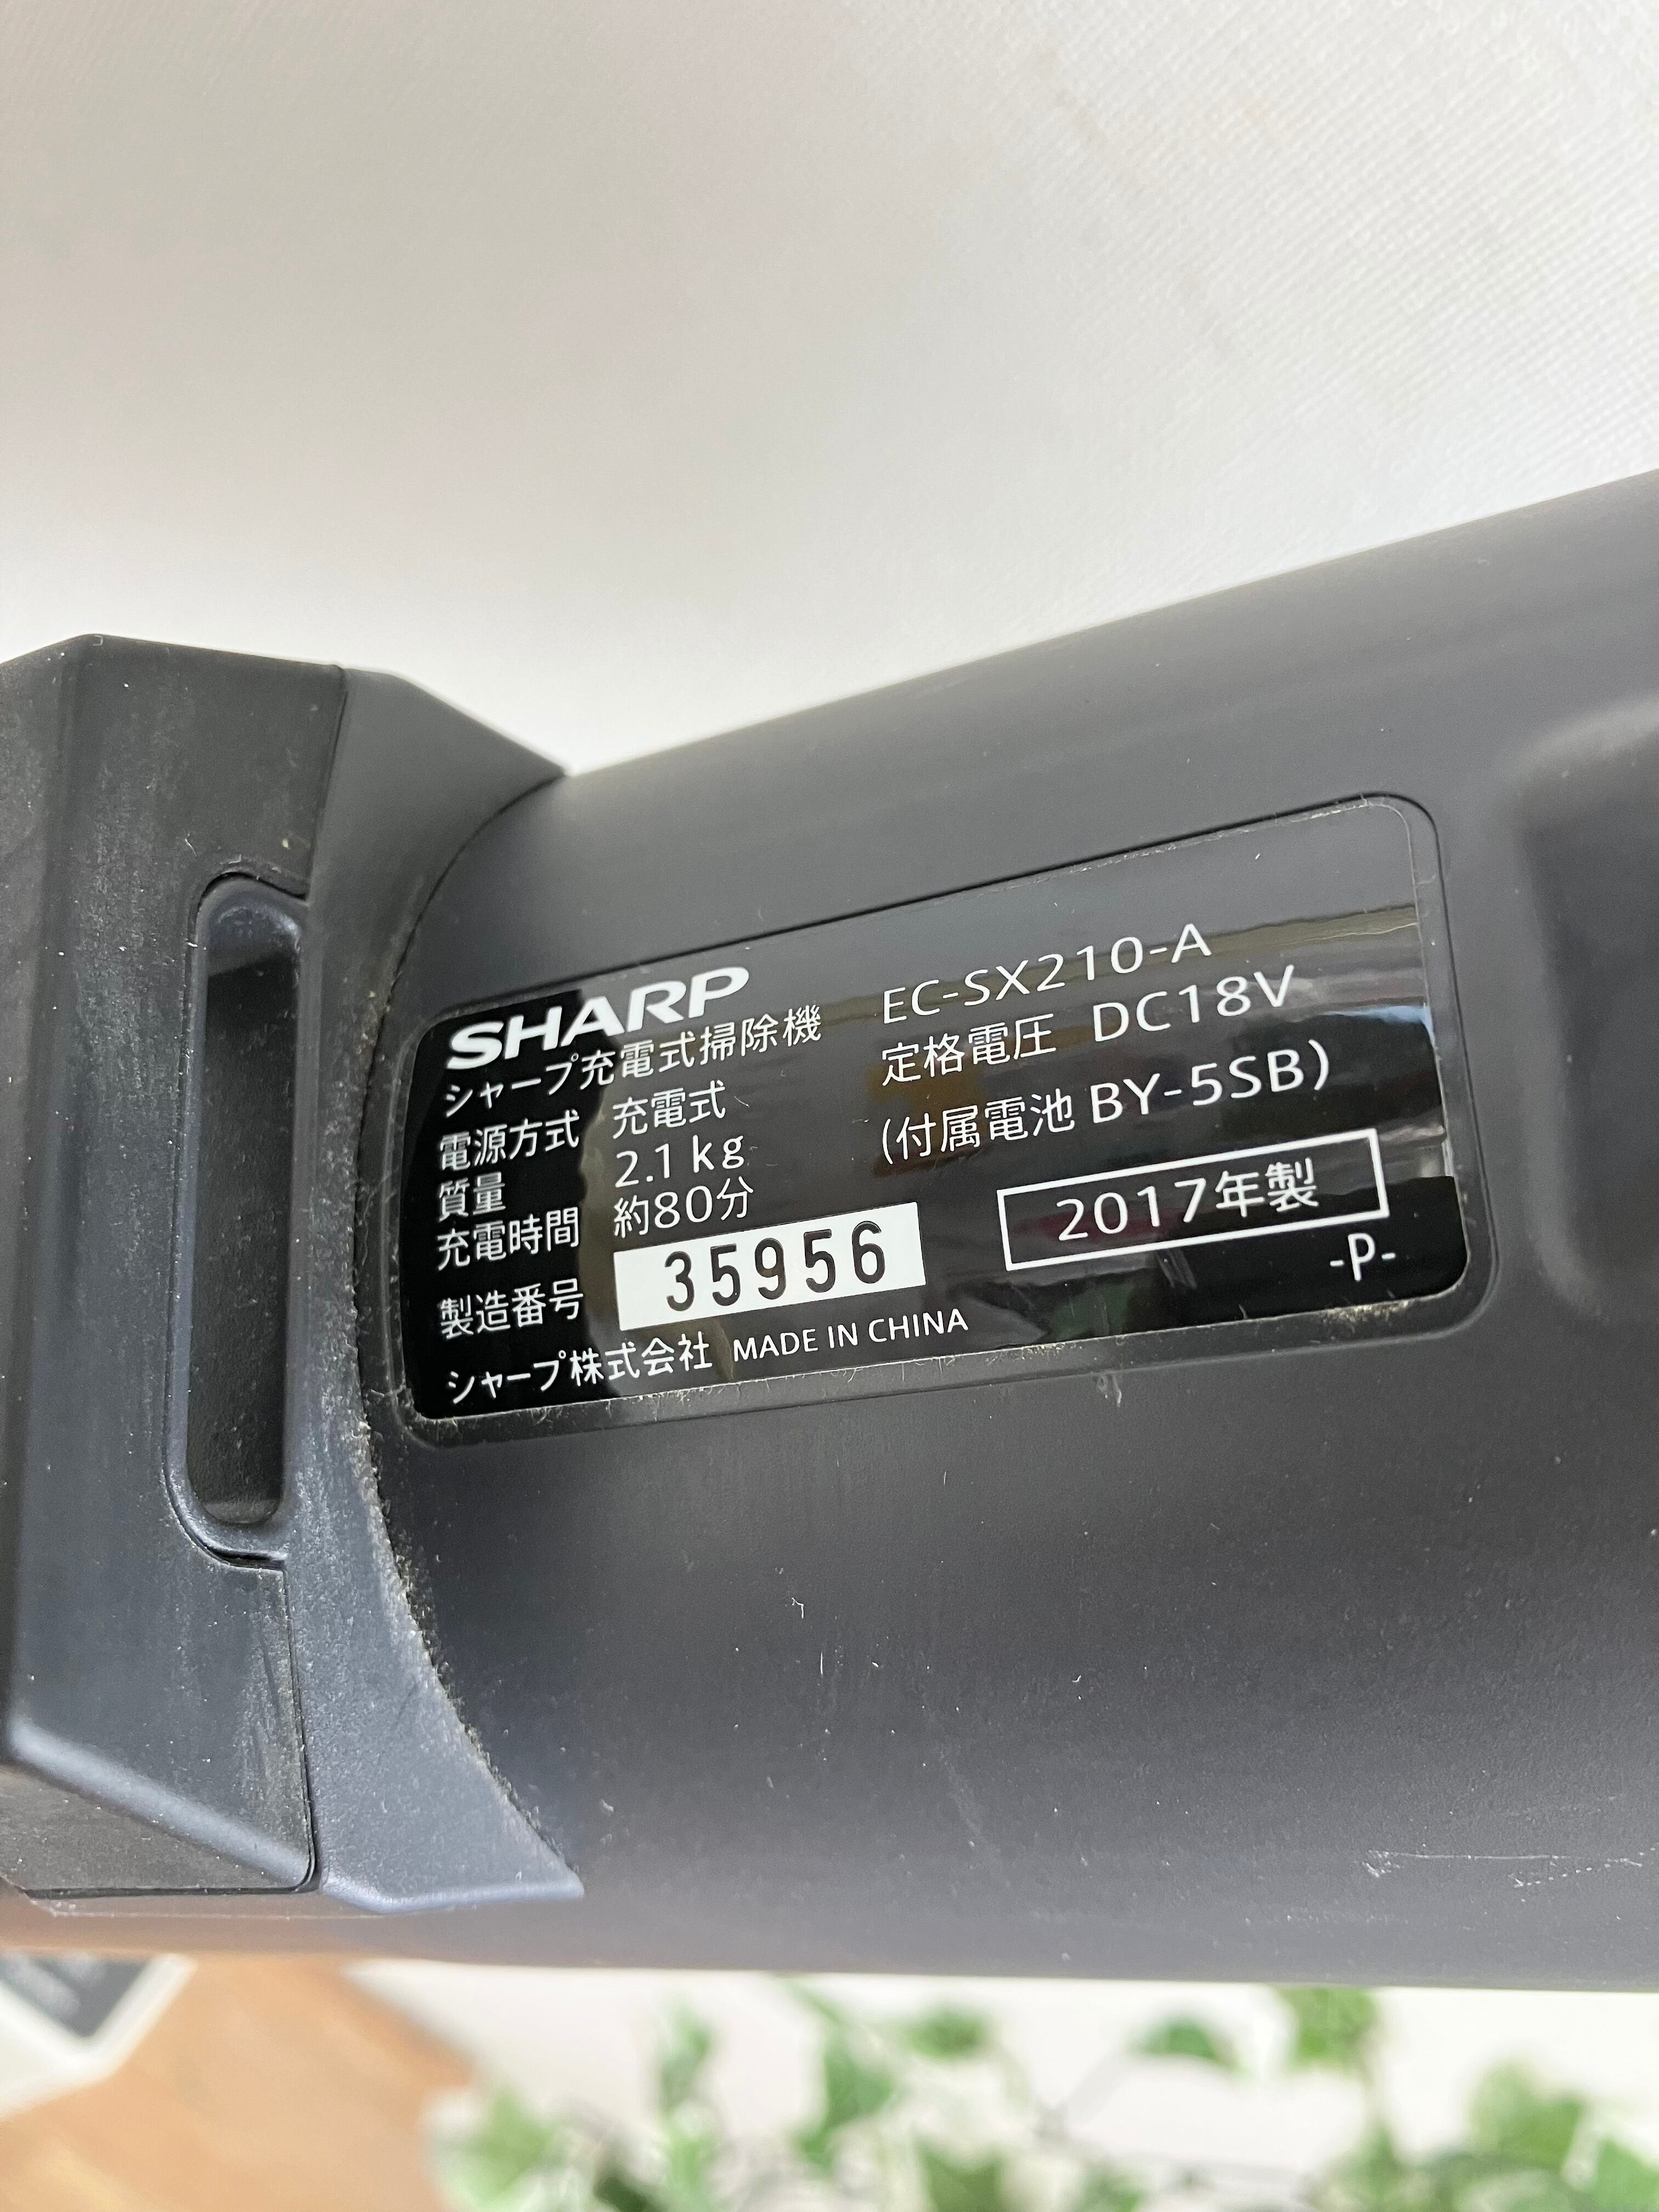 SHARP
シャープ充電式掃除機 EC-SX210-A
電源方式 充電式 定格電圧 DC18V
質量 2.1kg (付属電池 BY-5SB)
充電時間 約80分
製造番号 35956 2017年製
シャープ株式会社 MADE IN CHINA -P-